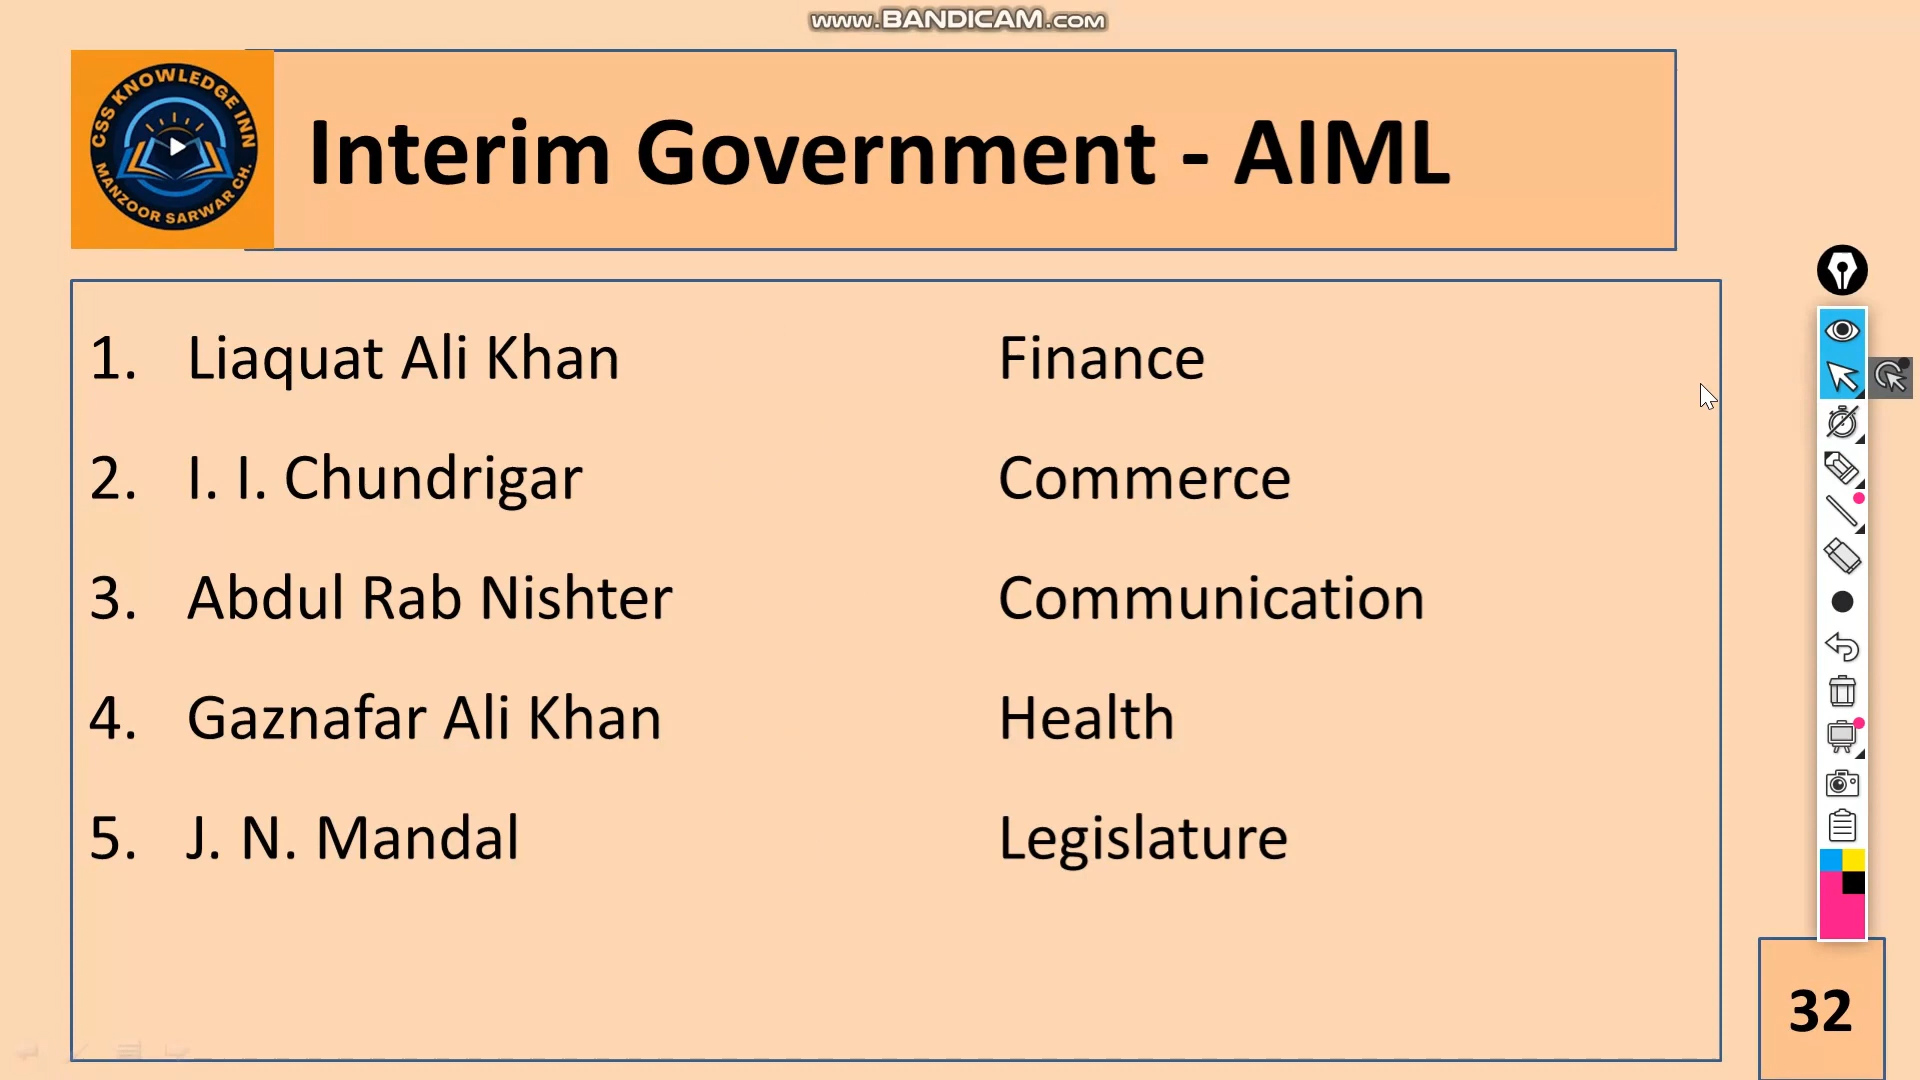 www.BANDICAM.com
CSS KNOWLEDGE INN
MANZOOR SARWAR CH.
Interim Government - AIML
1. Liaquat Ali Khan Finance
2. I. I. Chundrigar Commerce
3. Abdul Rab Nishter Communication
4. Gaznafar Ali Khan Health
5. J. N. Mandal Legislature
32